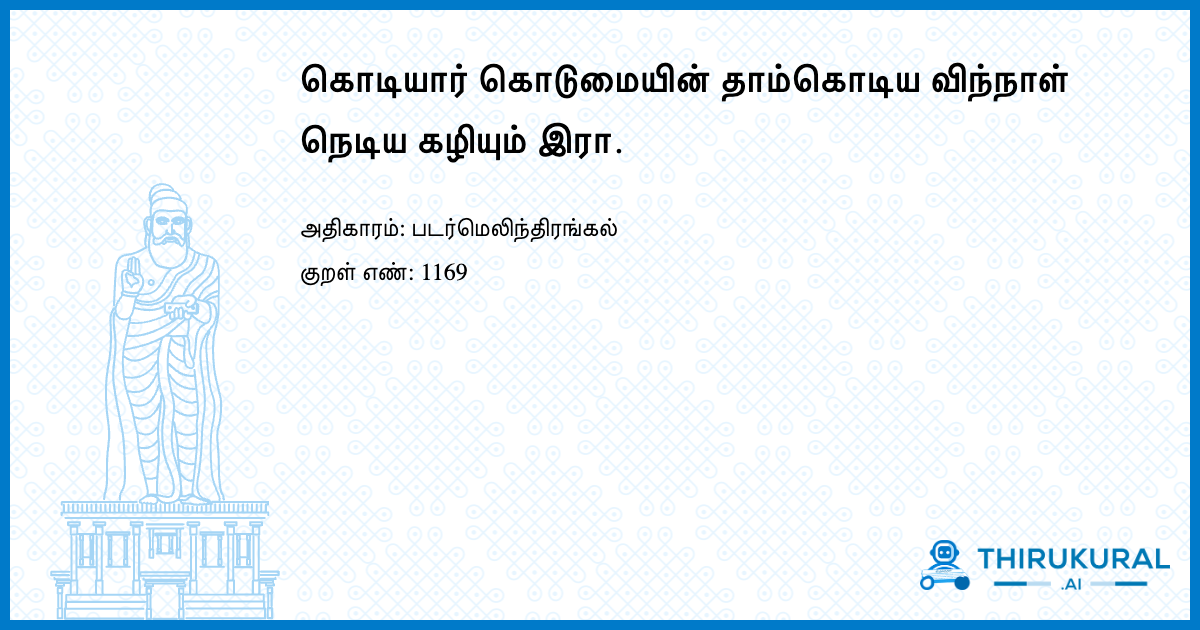 கொடியார் கொடுமையின் தாம்கொடிய விந்நாள்
நெடிய கழியும் இரா.
அதிகாரம்: படர்மெலிந்திரங்கல்
குறள் எண்: 1169
THIRUKURAL
.AI